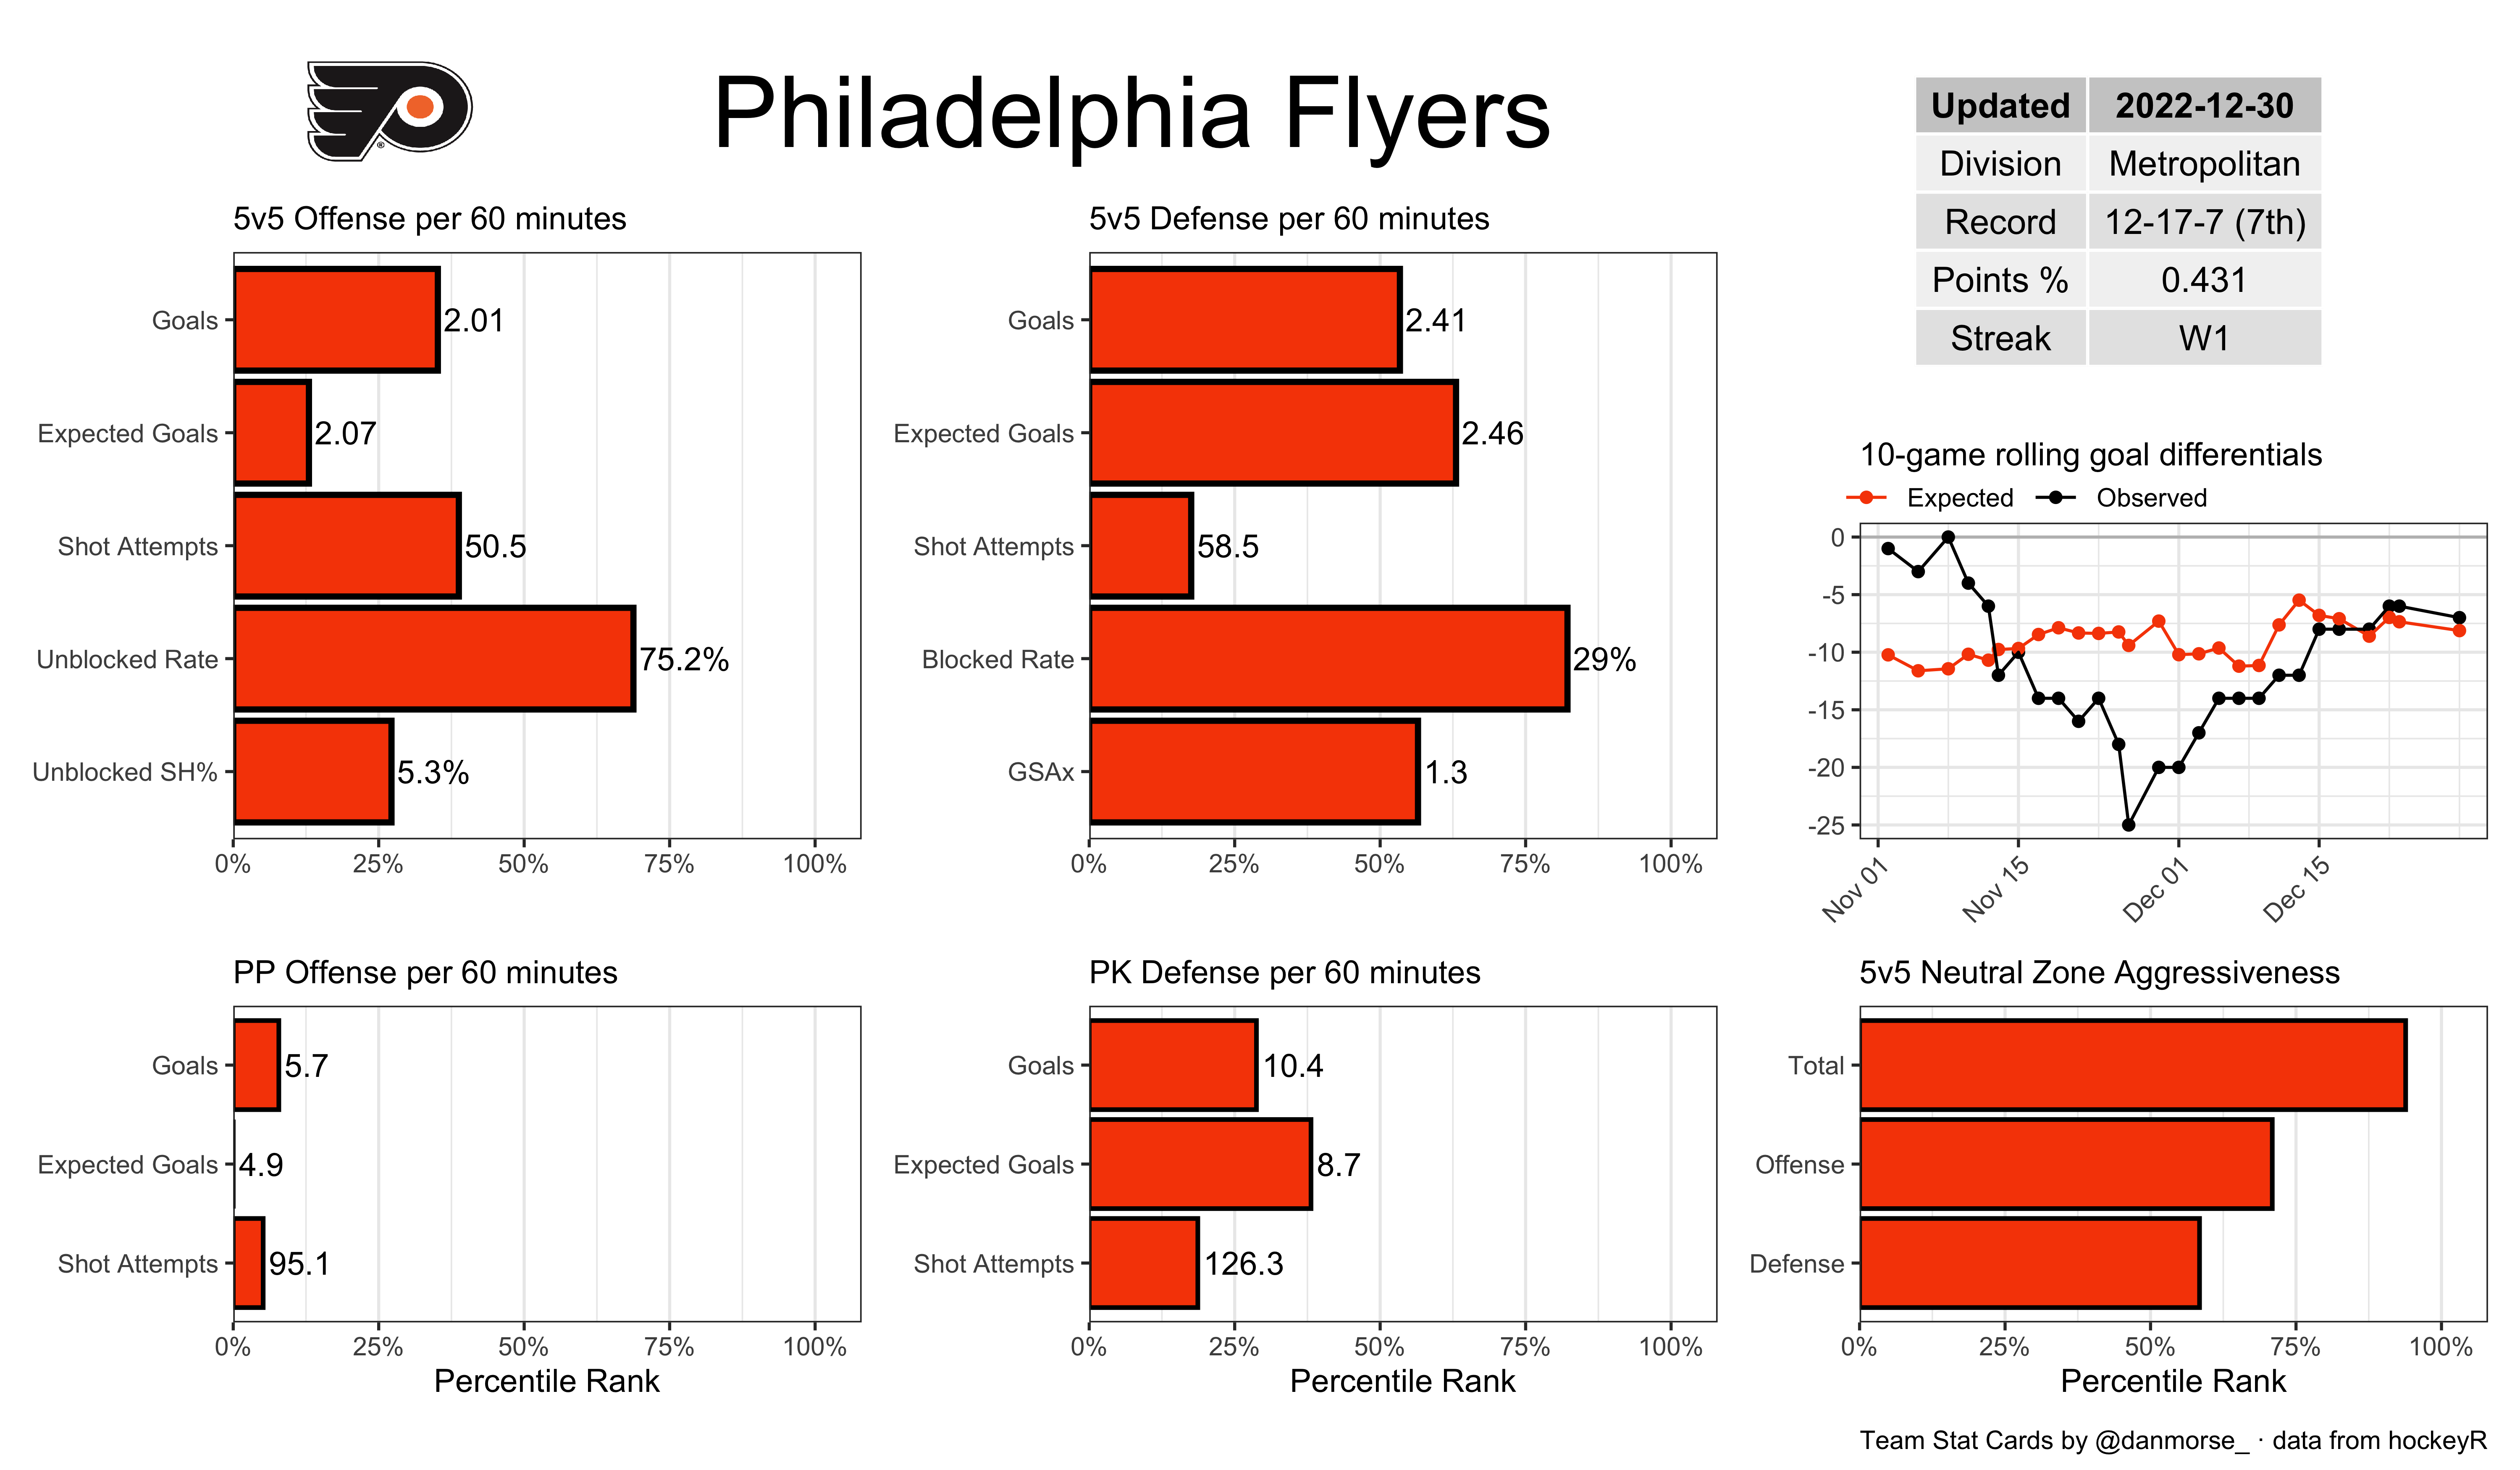 Philadelphia Flyers
Updated 2022-12-30
Division Metropolitan
Record 12-17-7 (7th)
Points % 0.431
Streak W1
5v5 Offense per 60 minutes
Goals 2.01
Expected Goals 2.07
Shot Attempts 50.5
Unblocked Rate 75.2%
Unblocked SH% 5.3%
0% 25% 50% 75% 100%
5v5 Defense per 60 minutes
Goals 2.41
Expected Goals 2.46
Shot Attempts 58.5
Blocked Rate 29%
GSAx 1.3
0% 25% 50% 75% 100%
10-game rolling goal differentials
Expected Observed
0
-5
-10
-15
-20
-25
Nov 01 Nov 15 Dec 01 Dec 15
PP Offense per 60 minutes
Goals 5.7
Expected Goals 4.9
Shot Attempts 95.1
0% 25% 50% 75% 100%
Percentile Rank
PK Defense per 60 minutes
Goals 10.4
Expected Goals 8.7
Shot Attempts 126.3
0% 25% 50% 75% 100%
Percentile Rank
5v5 Neutral Zone Aggressiveness
Total
Offense
Defense
0% 25% 50% 75% 100%
Percentile Rank
Team Stat Cards by @danmorse_ · data from hockeyR